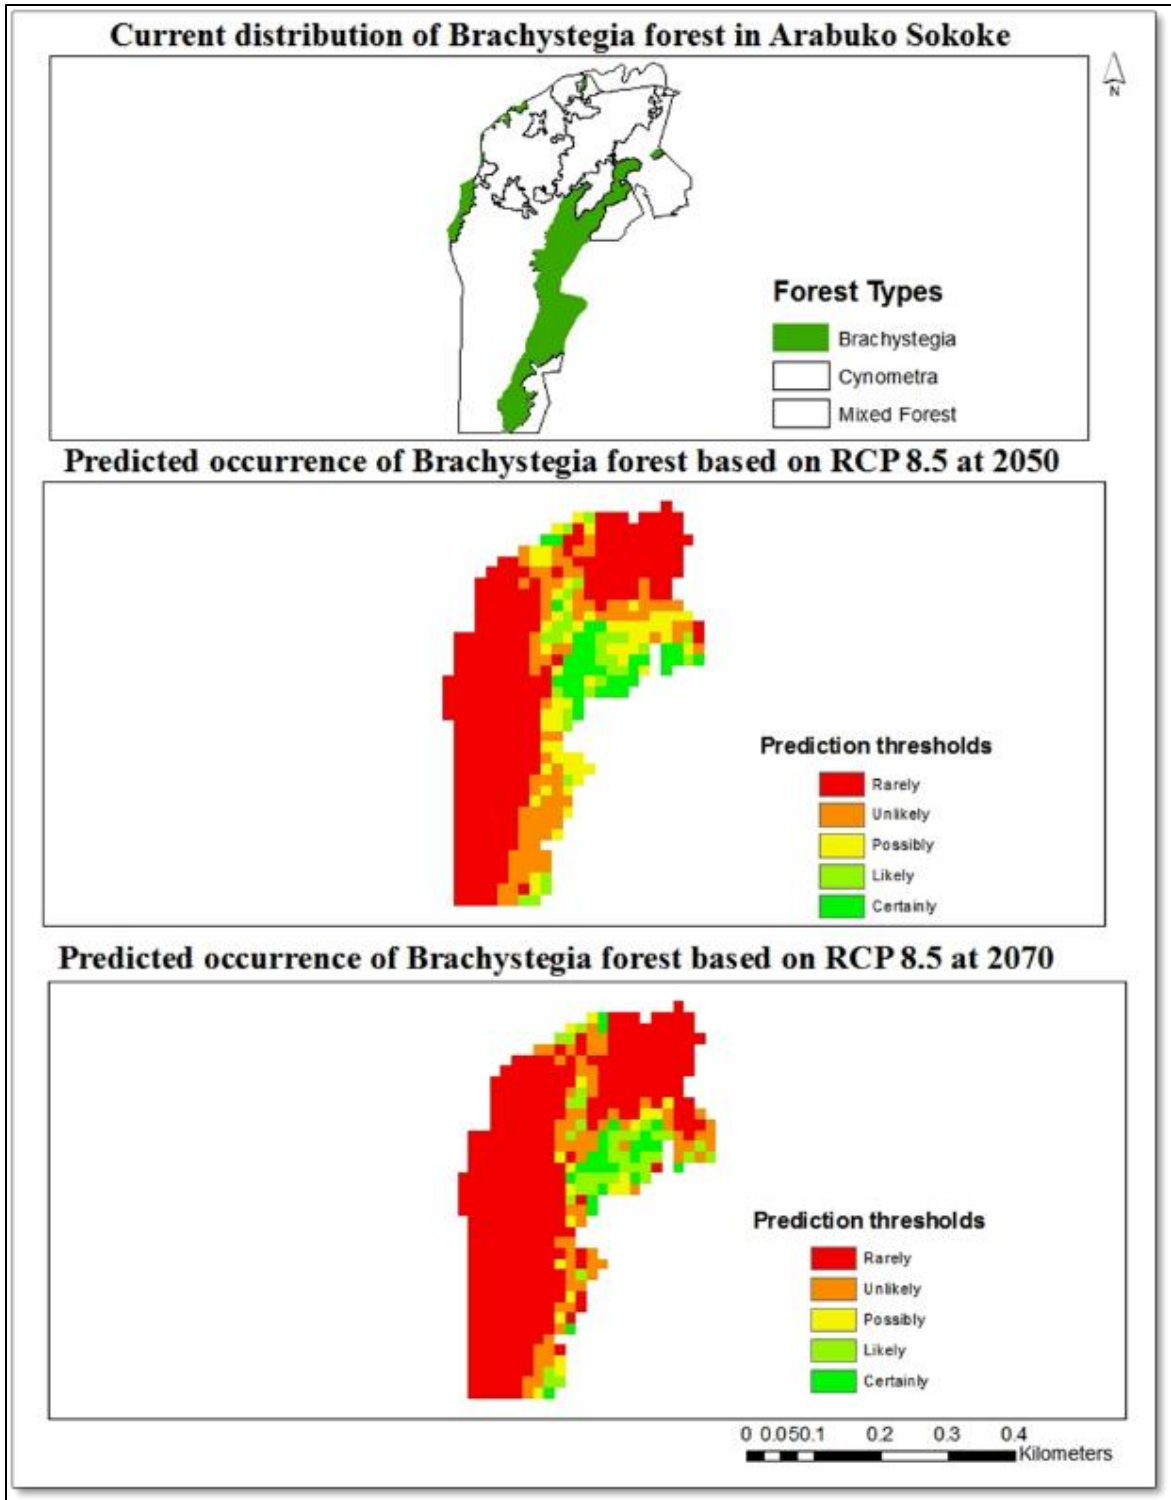 Current distribution of Brachystegia forest in Arabuko Sokoke
N
Forest Types
Brachystegia
Cynometra
Mixed Forest
Predicted occurrence of Brachystegia forest based on RCP 8.5 at 2050
Prediction thresholds
Rarely
Unlikely
Possibly
Likely
Certainly
Predicted occurrence of Brachystegia forest based on RCP 8.5 at 2070
Prediction thresholds
Rarely
Unlikely
Possibly
Likely
Certainly
0 0.050.1 0.2 0.3 0.4
Kilometers